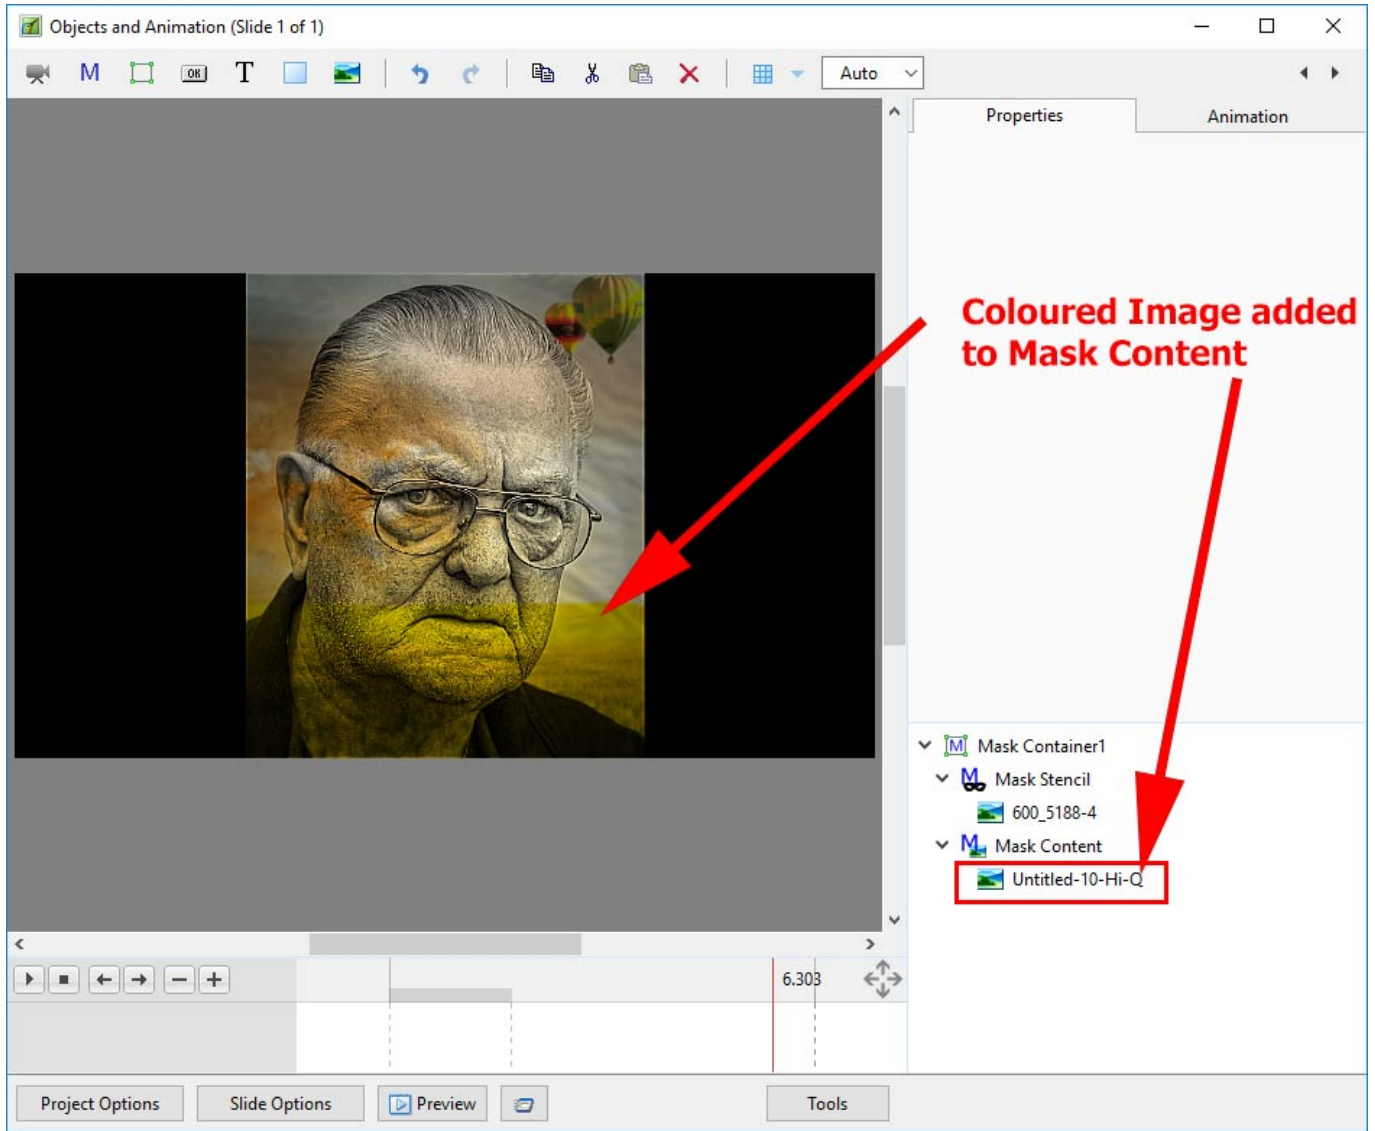 Objects and Animation (Slide 1 of 1)
M
OK
T
Auto
Properties
Animation
Coloured Image added
to Mask Content
[M] Mask Container1
M Mask Stencil
600_5188-4
M Mask Content
Untitled-10-Hi-Q
6.303
Project Options
Slide Options
Preview
Tools